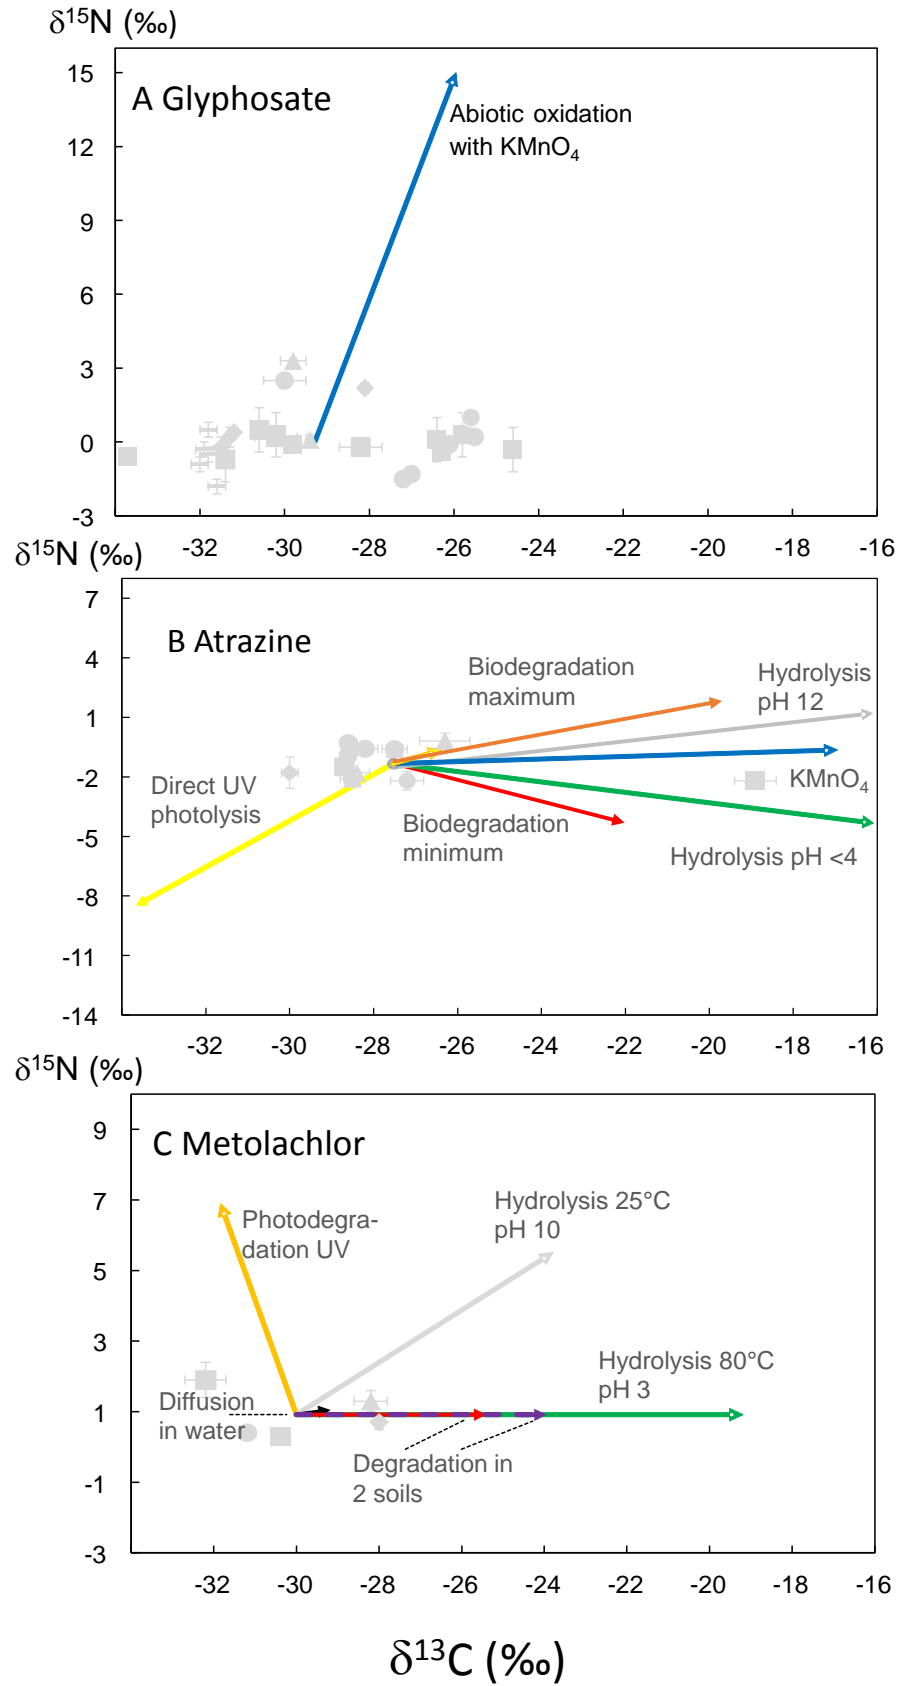 δ¹⁵N (‰)
A Glyphosate
Abiotic oxidation
with KMnO₄
15
12
9
6
3
0
-3
-32 -30 -28 -26 -24 -22 -20 -18 -16
δ¹⁵N (‰)
B Atrazine
Biodegradation
maximum
Hydrolysis
pH 12
KMnO₄
Direct UV
photolysis
Biodegradation
minimum
Hydrolysis pH <4
7
4
1
-2
-5
-8
-11
-14
-32 -30 -28 -26 -24 -22 -20 -18 -16
δ¹⁵N (‰)
C Metolachlor
Photodegra-
dation UV
Hydrolysis 25°C
pH 10
Hydrolysis 80°C
pH 3
Diffusion
in water
Degradation in
2 soils
9
7
5
3
1
-1
-3
-32 -30 -28 -26 -24 -22 -20 -18 -16
δ¹³C (‰)